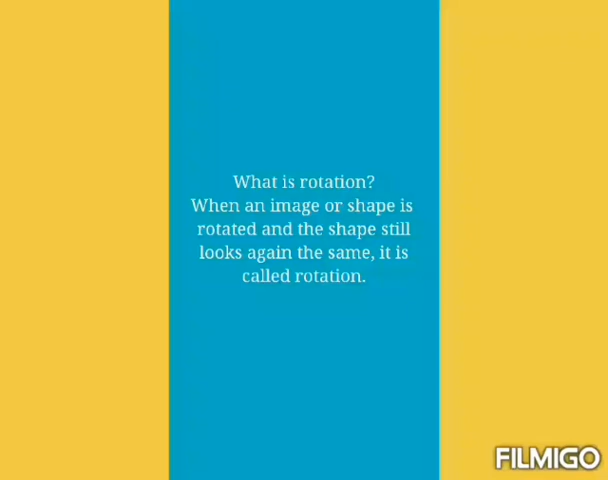 What is rotation?
When an image or shape is
rotated and the shape still
looks again the same, it is
called rotation.
FILMIGO